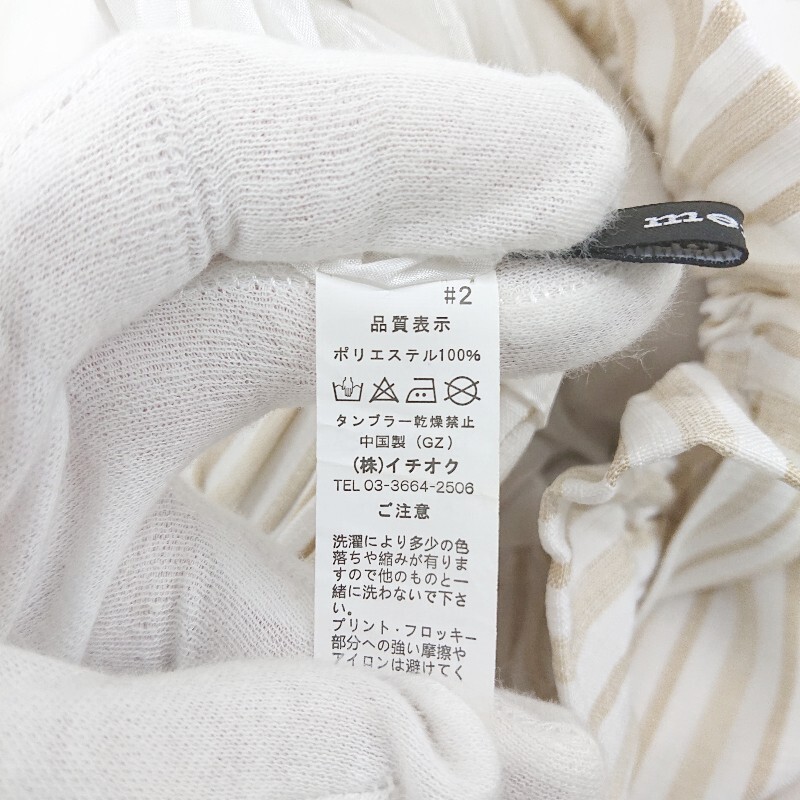 #2
品質表示
ポリエステル100%
タンブラー乾燥禁止
中国製（GZ）
(株)イチオク
TEL 03-3664-2506
ご注意
洗濯により多少の色
落ちや縮みが有りま
すので他のものと一
緒に洗わないで下さ
い。
プリント・フロッキー
部分への強い摩擦や
アイロンは避けてく